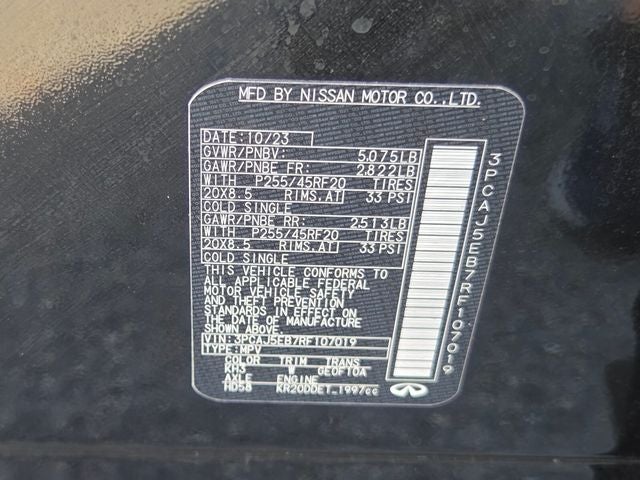 MFD BY NISSAN MOTOR CO.,LTD.
DATE:10/23
GVWR/PNBV: 5,075LB
GAWR/PNBE FR: 2,822LB
WITH P255/45RF20 TIRES
20X8.5 RIMS,AT 33 PSI
COLD SINGLE
GAWR/PNBE RR: 2,513LB
WITH P255/45RF20 TIRES
20X8.5 RIMS,AT 33 PSI
COLD SINGLE
THIS VEHICLE CONFORMS TO
ALL APPLICABLE FEDERAL
MOTOR VEHICLE SAFETY
AND THEFT PREVENTION
STANDARDS IN EFFECT ON
THE DATE OF MANUFACTURE
SHOWN ABOVE.
VIN: 3PCAJ5EB7RF107019
TYPE:MPV
COLOR TRIM TRANS
KH3 W GEOF10A
AXLE ENGINE
HD58 KR20DDET_1997cc
3PCAJ5EB7RF107019